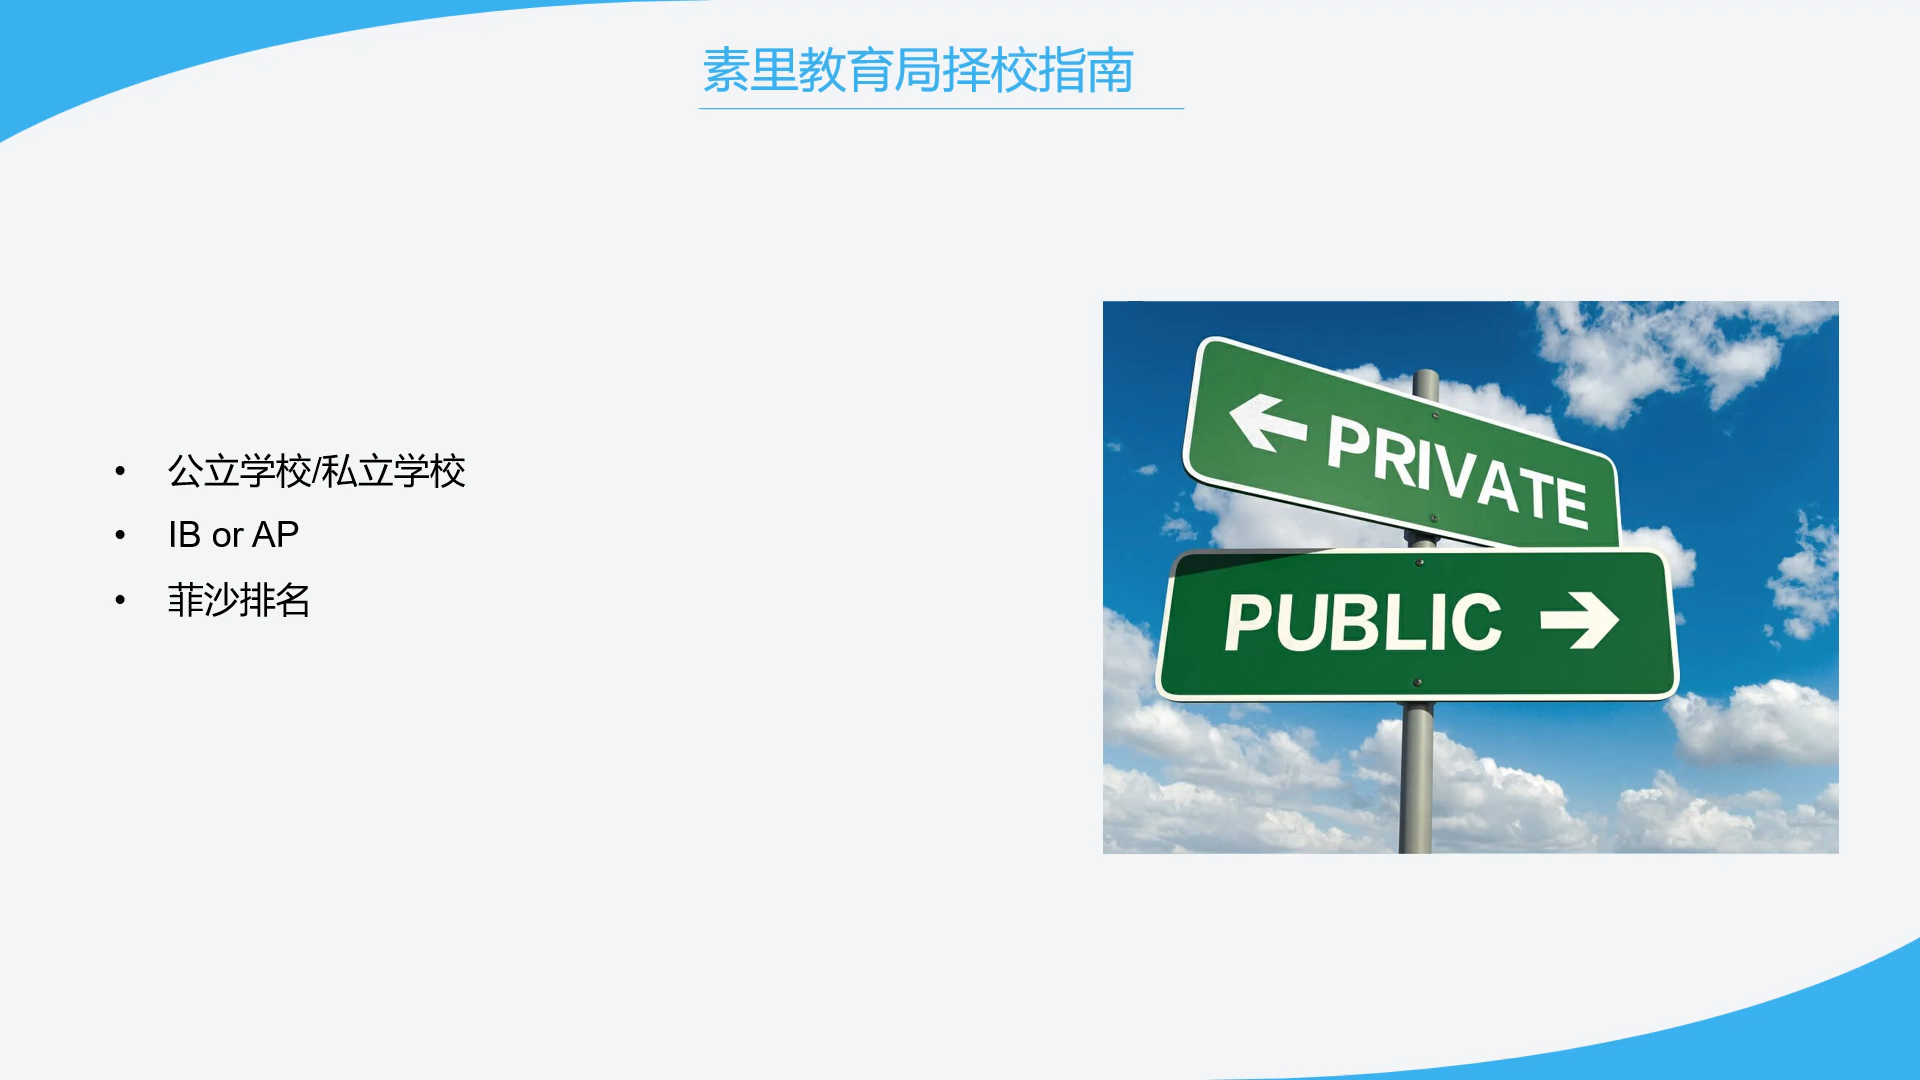 素里教育局择校指南
• 公立学校/私立学校
• IB or AP
• 菲沙排名
PRIVATE
PUBLIC